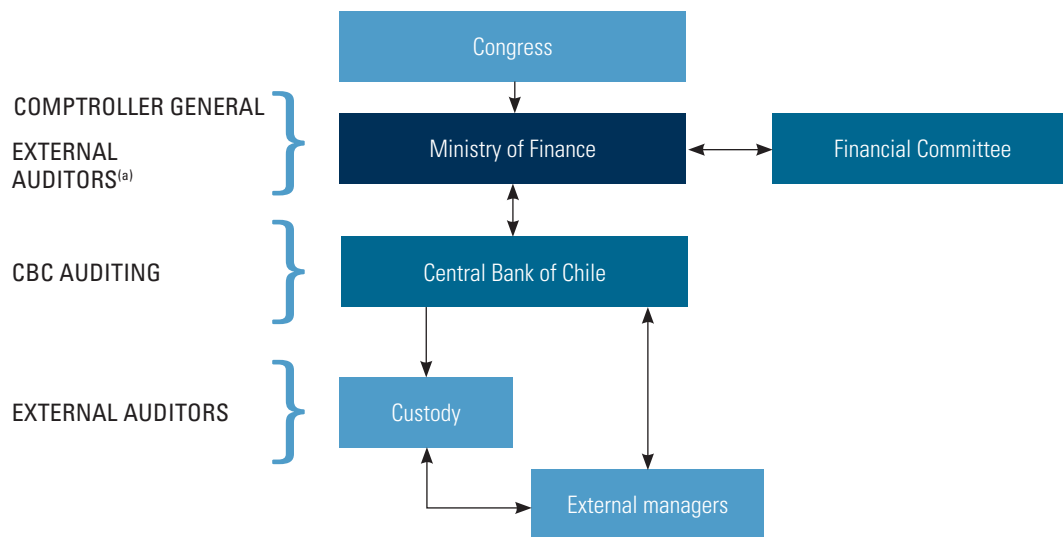 Congress
COMPTROLLER GENERAL
EXTERNAL
AUDITORS(a)
Ministry of Finance
Financial Committee
CBC AUDITING
Central Bank of Chile
EXTERNAL AUDITORS
Custody
External managers